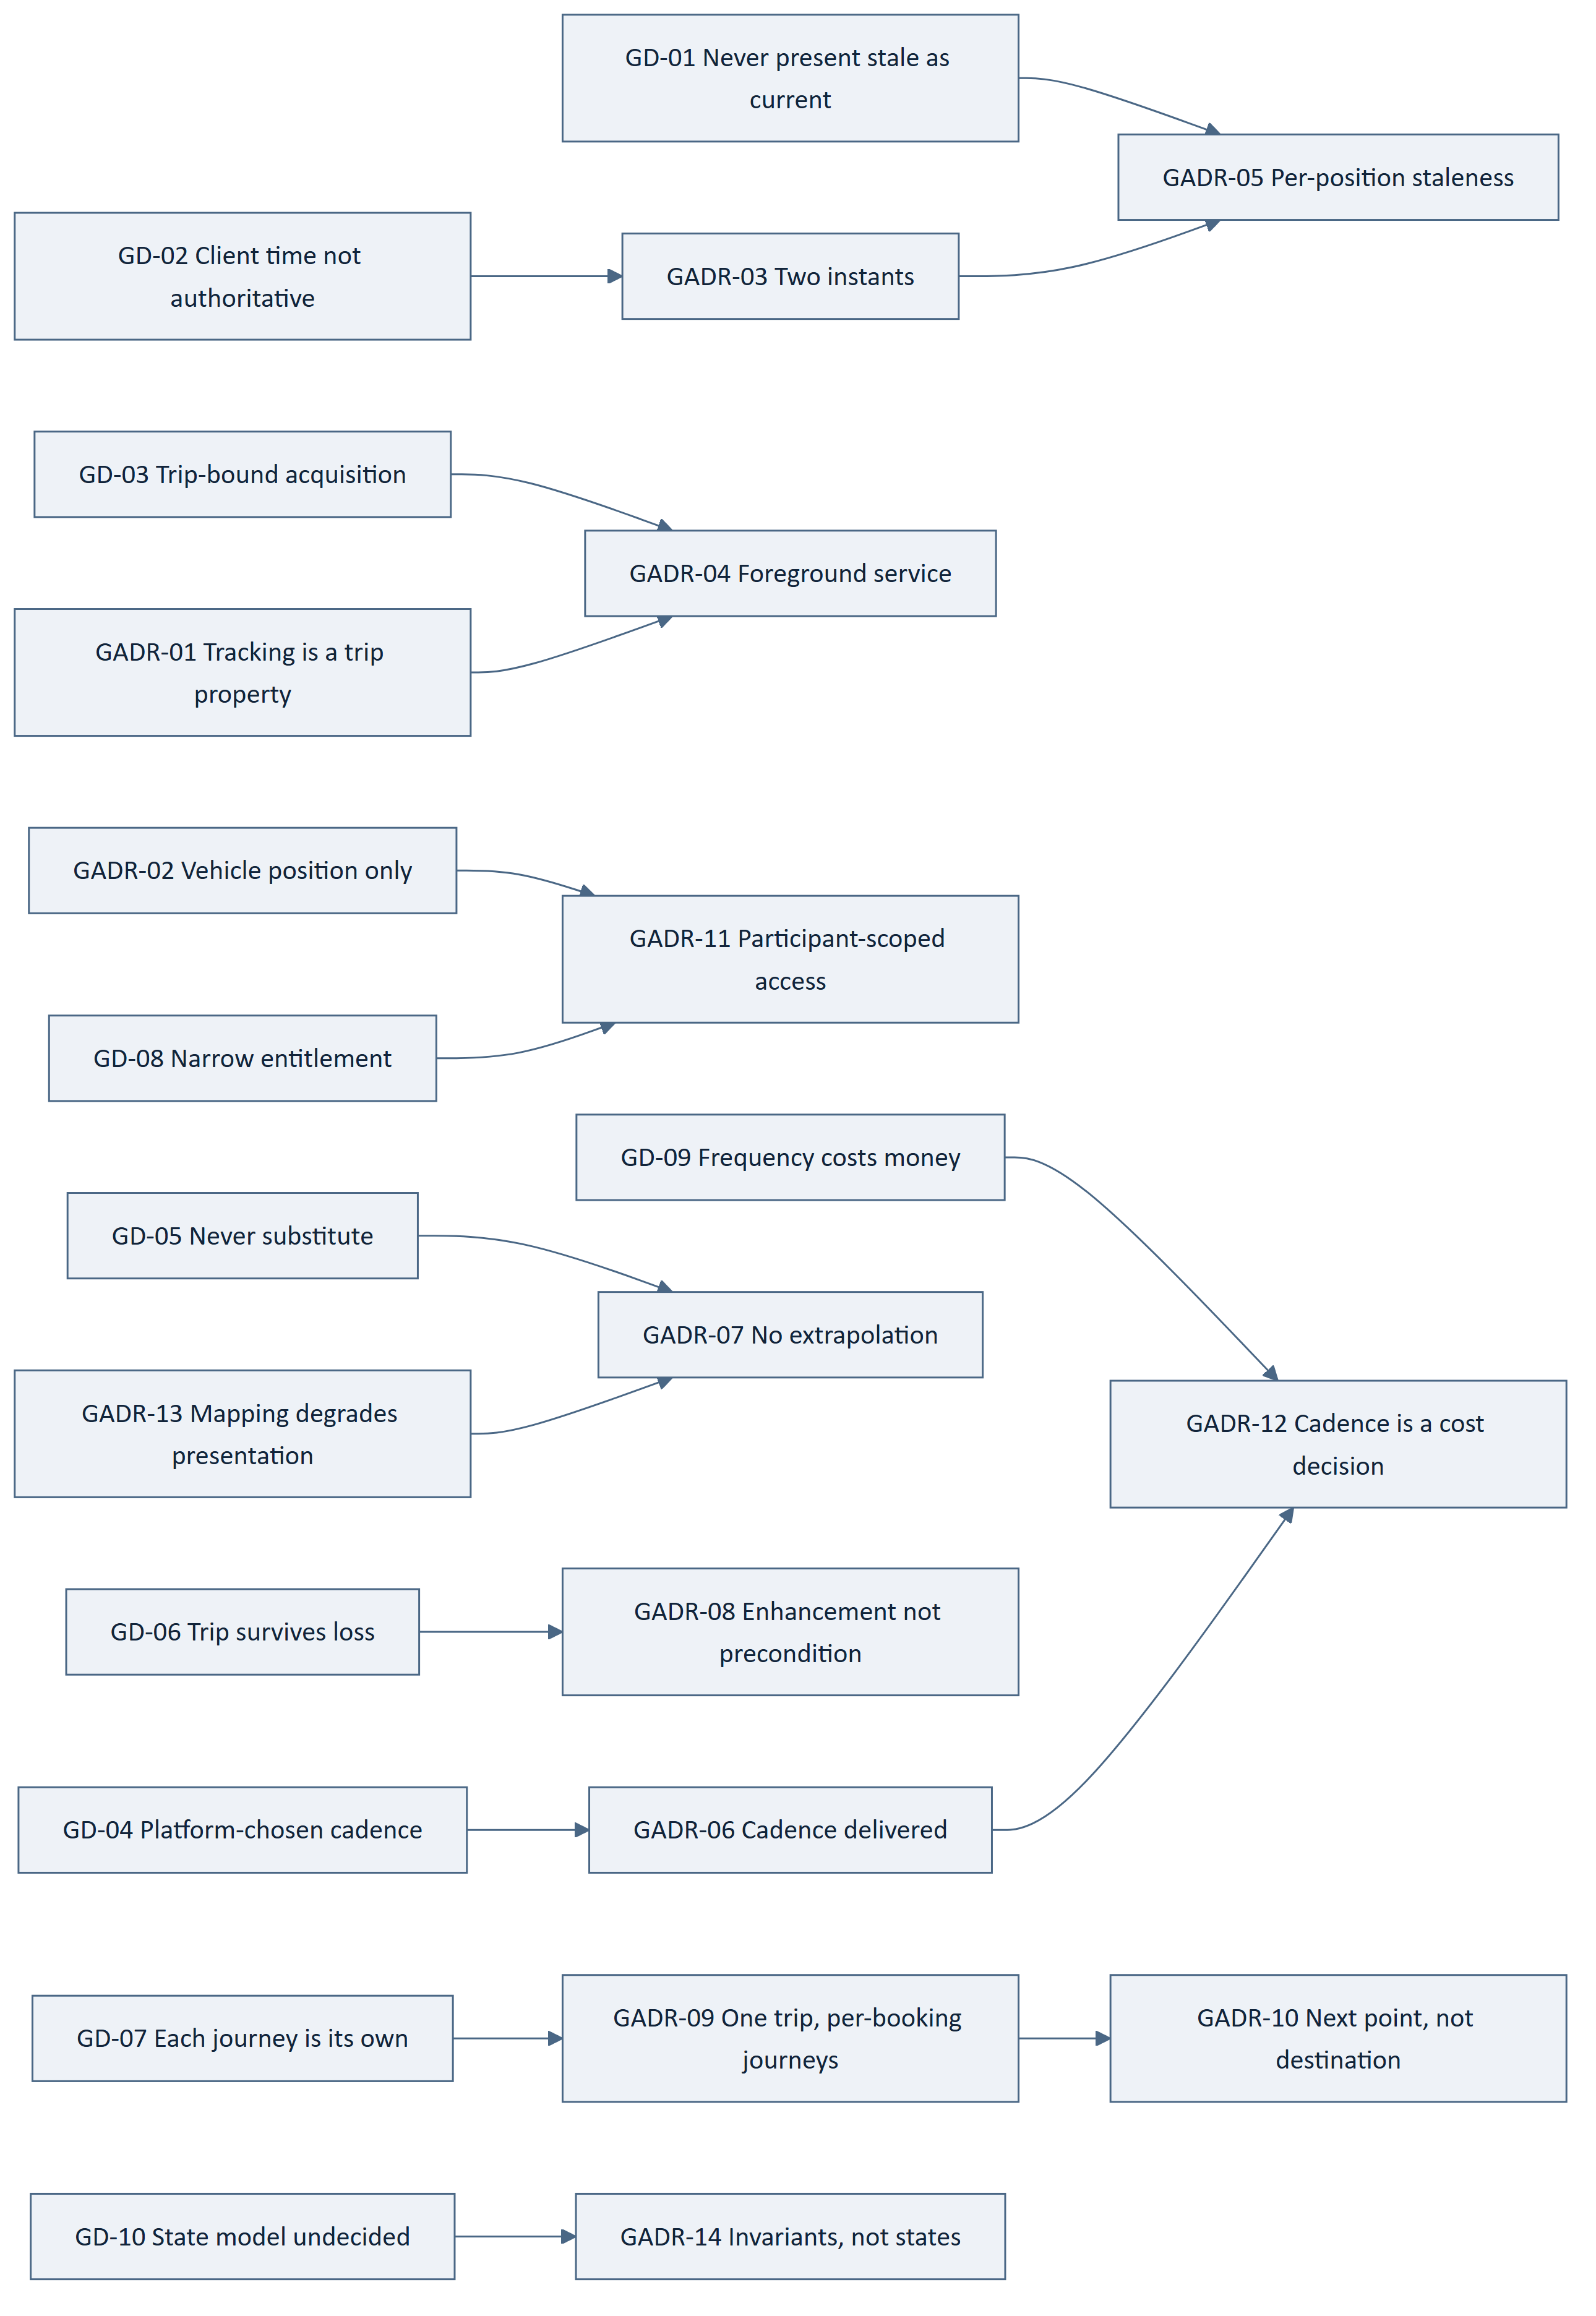 GD-01 Never present stale as
current
GADR-05 Per-position staleness
GD-02 Client time not
authoritative
GADR-03 Two instants
GD-03 Trip-bound acquisition
GADR-04 Foreground service
GADR-01 Tracking is a trip
property
GADR-02 Vehicle position only
GADR-11 Participant-scoped
access
GD-08 Narrow entitlement
GD-09 Frequency costs money
GD-05 Never substitute
GADR-07 No extrapolation
GADR-13 Mapping degrades
presentation
GADR-12 Cadence is a cost
decision
GD-06 Trip survives loss
GADR-08 Enhancement not
precondition
GD-04 Platform-chosen cadence
GADR-06 Cadence delivered
GD-07 Each journey is its own
GADR-09 One trip, per-booking
journeys
GADR-10 Next point, not
destination
GD-10 State model undecided
GADR-14 Invariants, not states